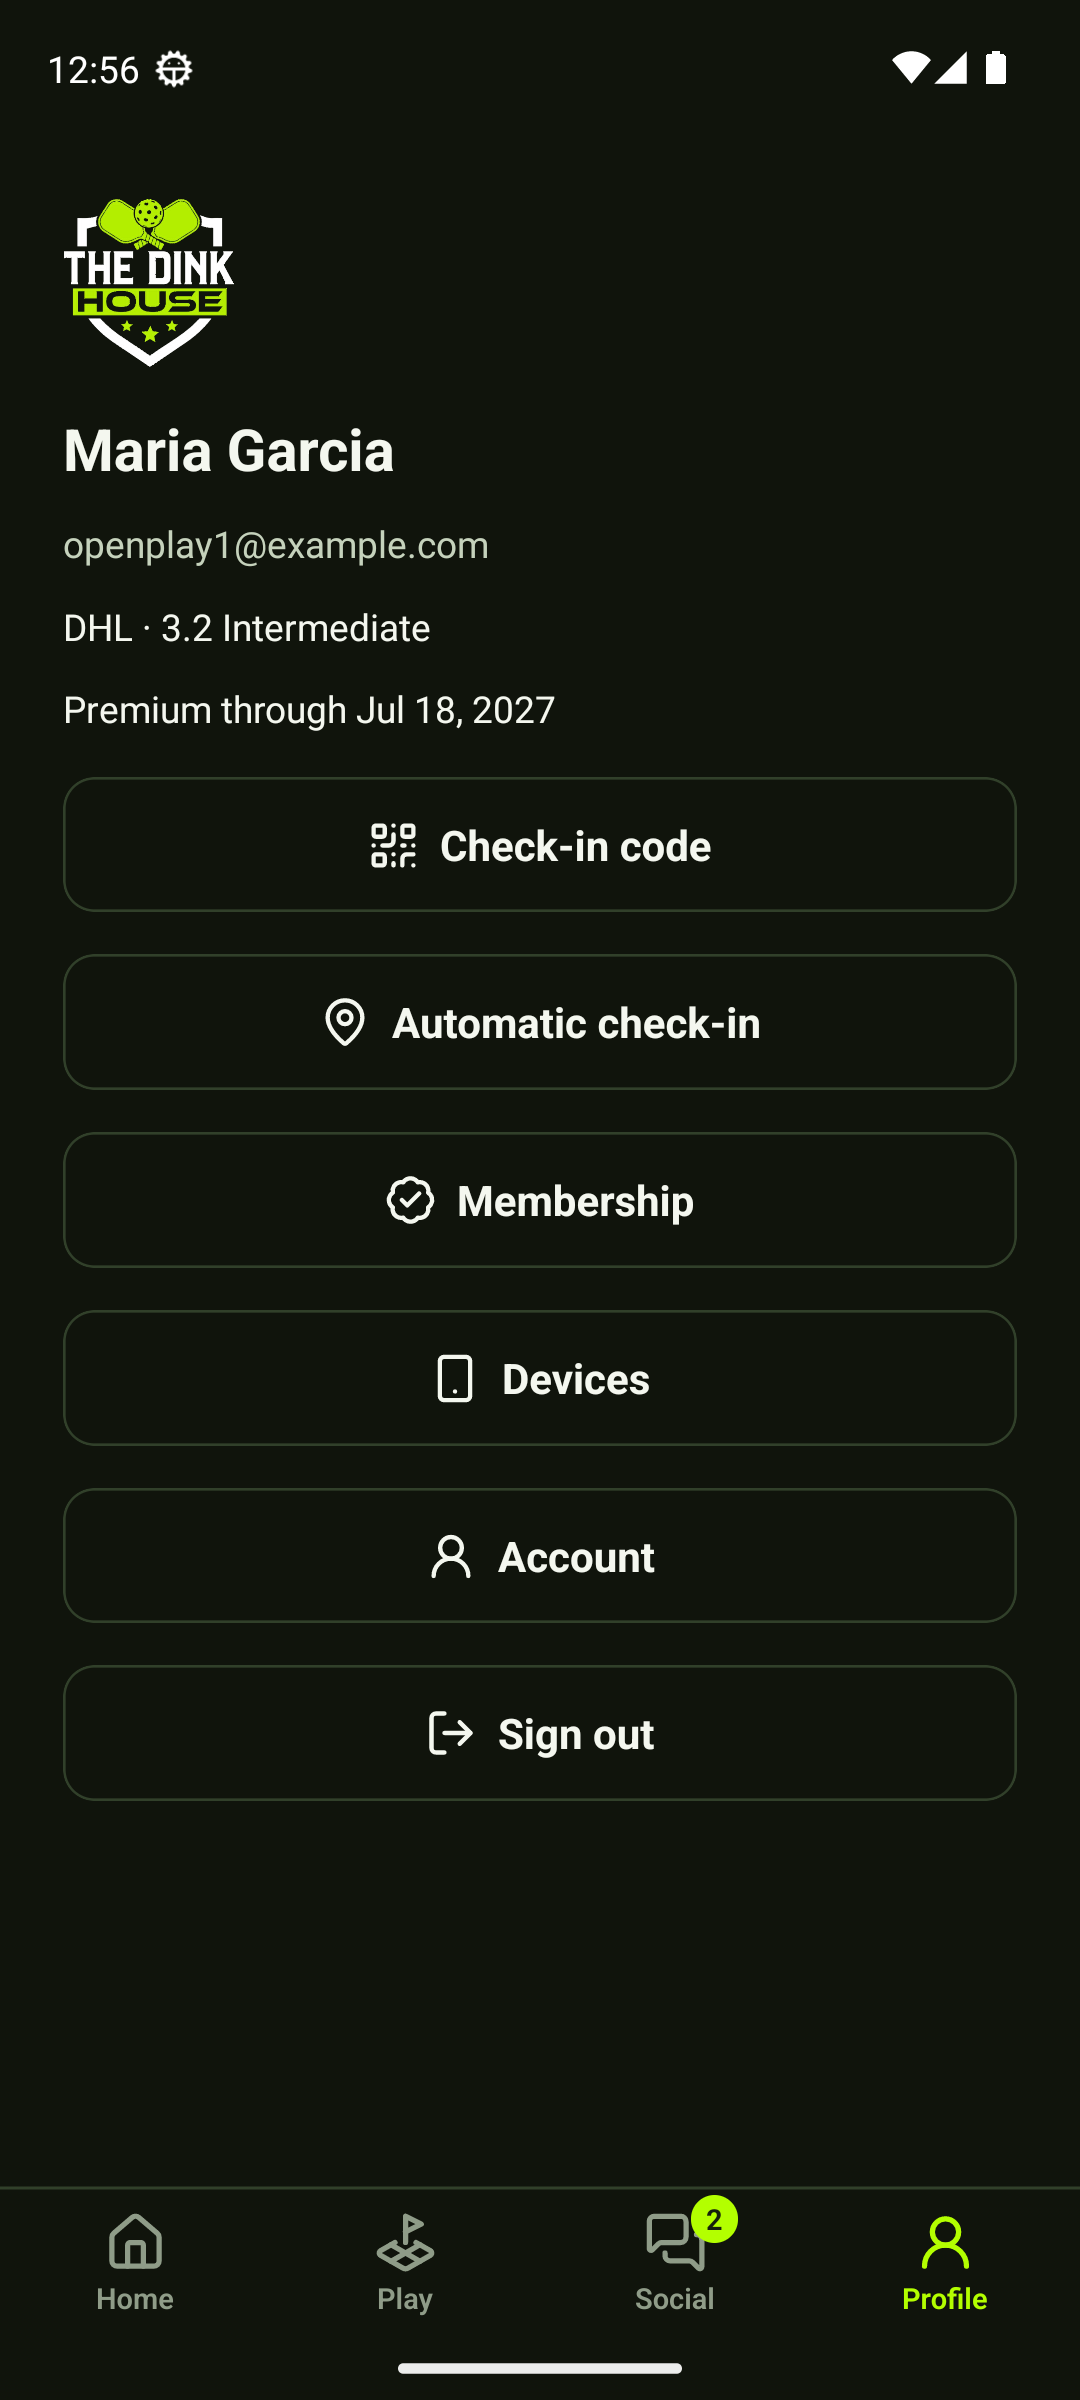 12:56
THE DINK
HOUSE
Maria Garcia
openplay1@example.com
DHL · 3.2 Intermediate
Premium through Jul 18, 2027
Check-in code
Automatic check-in
Membership
Devices
Account
Sign out
2
Home
Play
Social
Profile